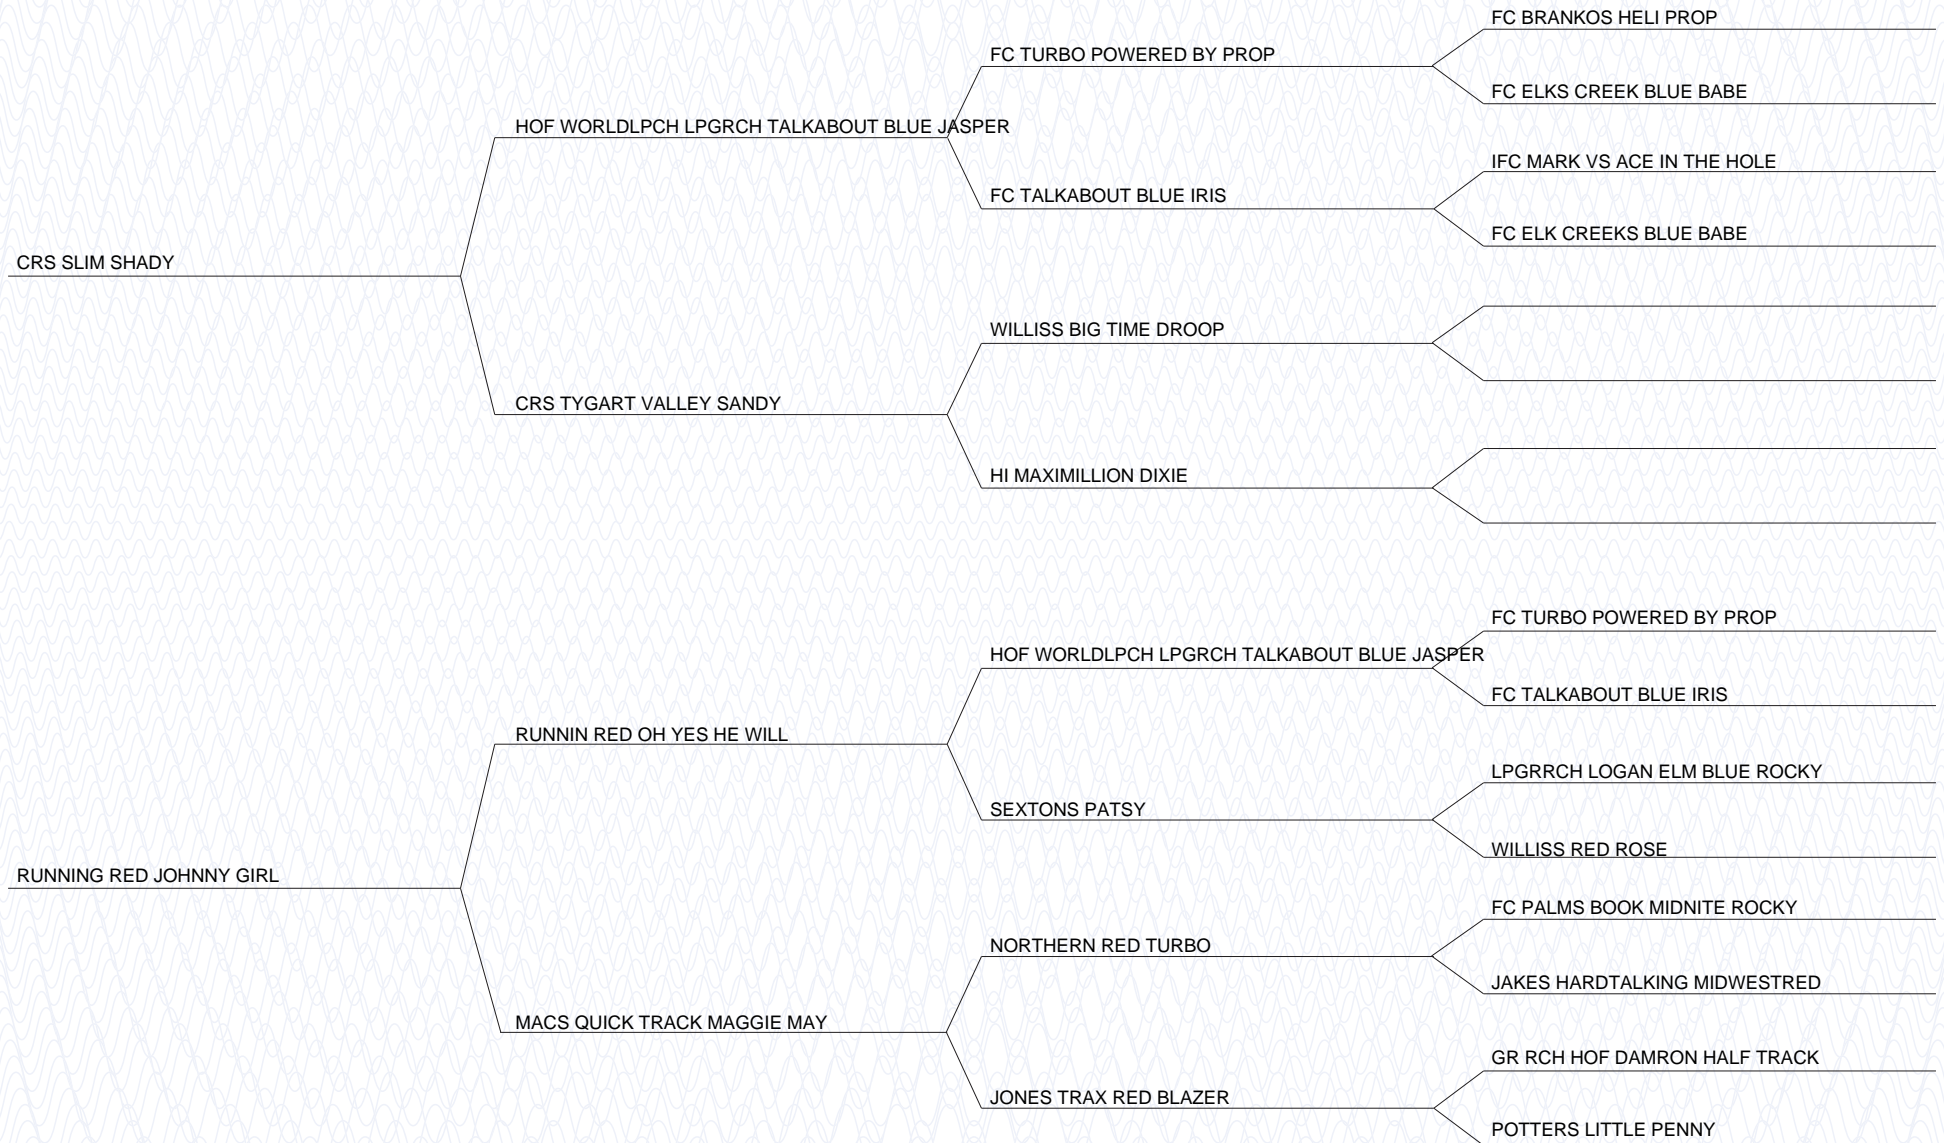 FC BRANKOS HELI PROP
FC TURBO POWERED BY PROP
FC ELKS CREEK BLUE BABE
HOF WORLDLPCH LPGRCH TALKABOUT BLUE JASPER
IFC MARK VS ACE IN THE HOLE
FC TALKABOUT BLUE IRIS
FC ELK CREEKS BLUE BABE
CRS SLIM SHADY
WILLISS BIG TIME DROOP
CRS TYGART VALLEY SANDY
HI MAXIMILLION DIXIE
FC TURBO POWERED BY PROP
HOF WORLDLPCH LPGRCH TALKABOUT BLUE JASPER
FC TALKABOUT BLUE IRIS
RUNNIN RED OH YES HE WILL
LPGRRCH LOGAN ELM BLUE ROCKY
SEXTONS PATSY
WILLISS RED ROSE
RUNNING RED JOHNNY GIRL
FC PALMS BOOK MIDNITE ROCKY
NORTHERN RED TURBO
JAKES HARDTALKING MIDWESTRED
MACS QUICK TRACK MAGGIE MAY
GR RCH HOF DAMRON HALF TRACK
JONES TRAX RED BLAZER
POTTERS LITTLE PENNY